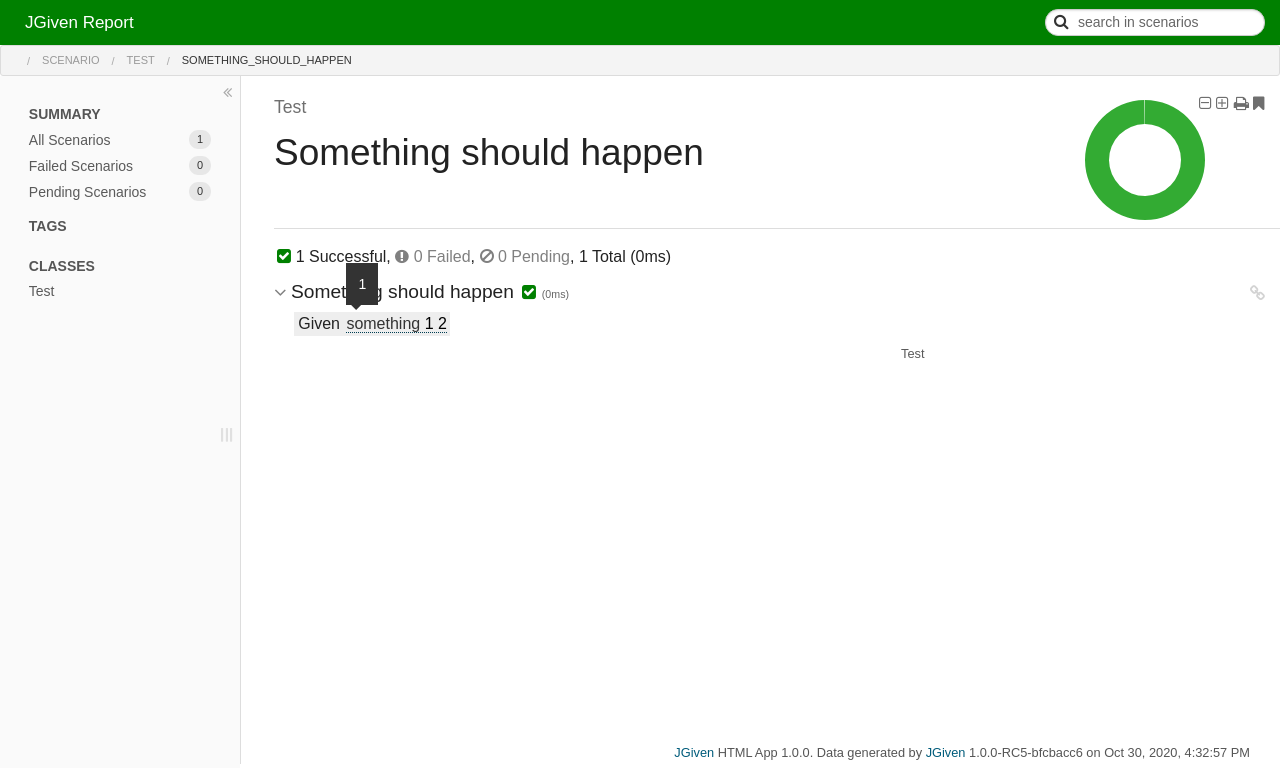 JGiven Report
search in scenarios
/ SCENARIO / TEST / SOMETHING_SHOULD_HAPPEN
«
SUMMARY
All Scenarios 1
Failed Scenarios 0
Pending Scenarios 0
TAGS
CLASSES
Test
Test
Something should happen
1 Successful, 0 Failed, 0 Pending, 1 Total (0ms)
1
Something should happen (0ms)
Given something 1 2
Test
JGiven HTML App 1.0.0. Data generated by JGiven 1.0.0-RC5-bfcbacc6 on Oct 30, 2020, 4:32:57 PM